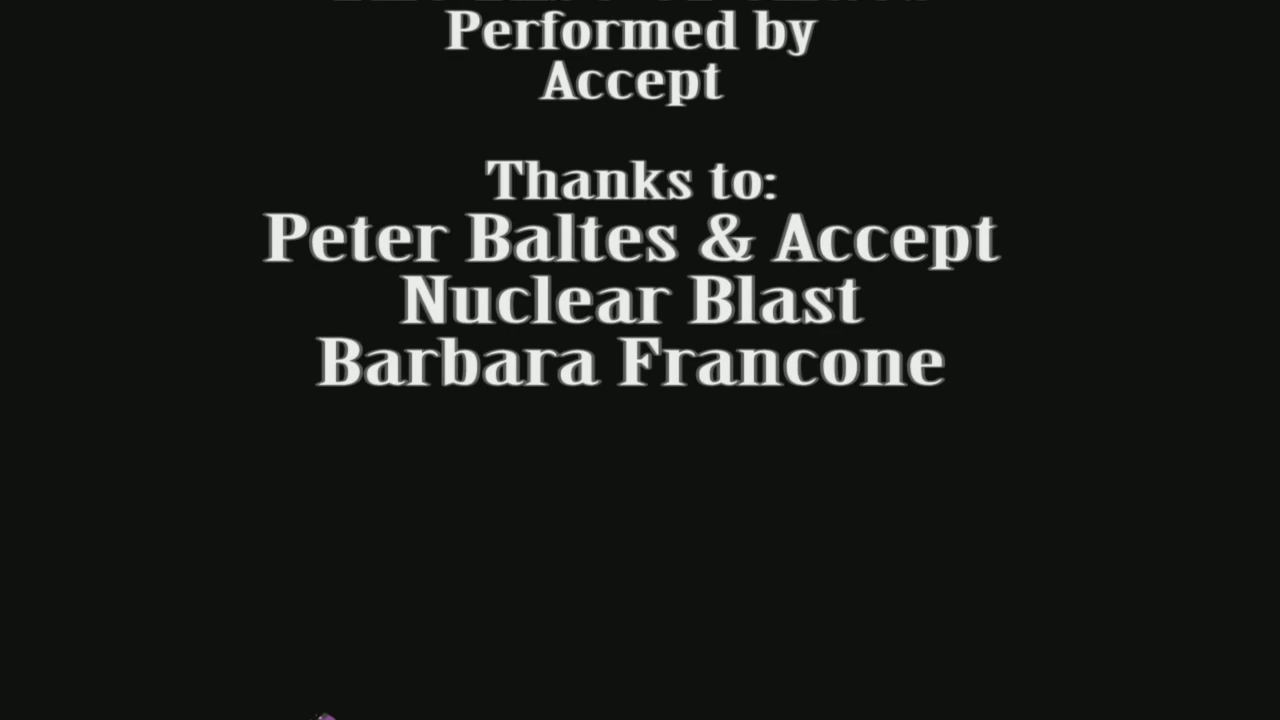 Performed by
Accept
Thanks to:
Peter Baltes & Accept
Nuclear Blast
Barbara Francone